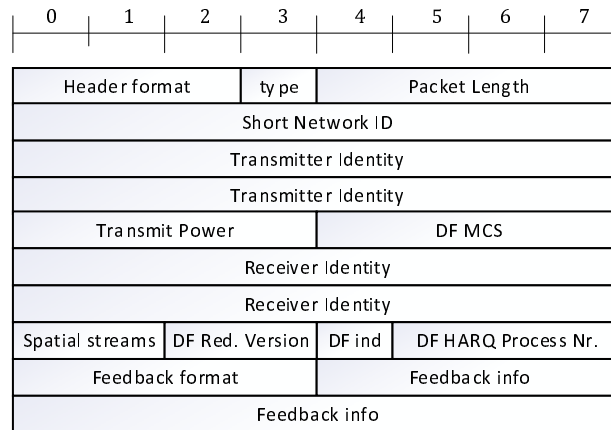 0 1 2 3 4 5 6 7
Header format type Packet Length
Short Network ID
Transmitter Identity
Transmitter Identity
Transmit Power DF MCS
Receiver Identity
Receiver Identity
Spatial streams DF Red. Version DF ind DF HARQ Process Nr.
Feedback format Feedback info
Feedback info